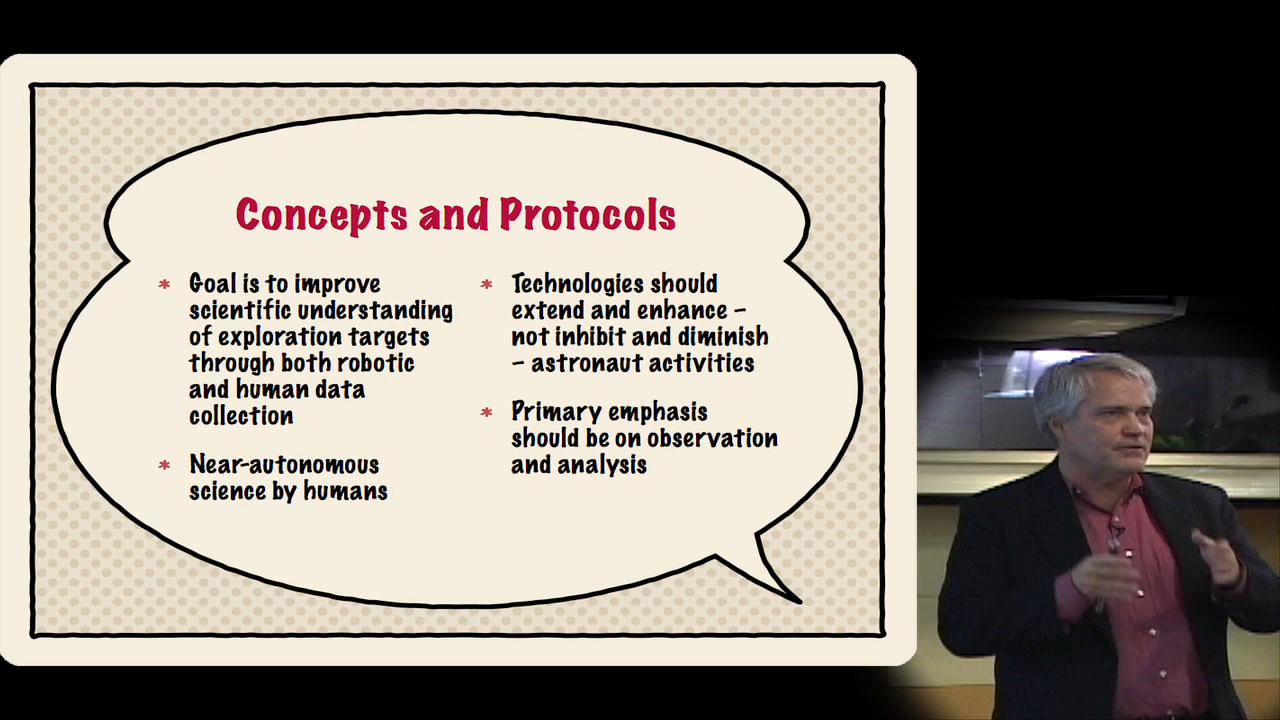 Concepts and Protocols
* Goal is to improve
scientific understanding
of exploration targets
through both robotic
and human data
collection
* Near-autonomous
science by humans
* Technologies should
extend and enhance –
not inhibit and diminish
– astronaut activities
* Primary emphasis
should be on observation
and analysis